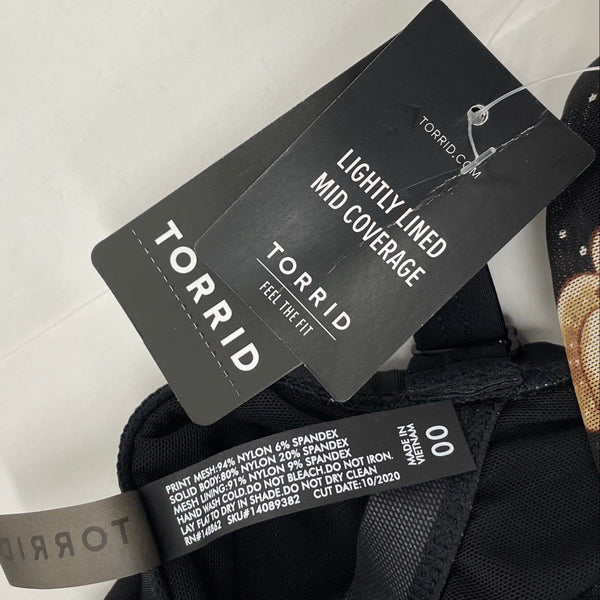 TORRID.COM
LIGHTLY LINED
MID COVERAGE
TORRID
FEEL THE FIT
TORRID
PRINT MESH:94% NYLON 6% SPANDEX
SOLID BODY:80% NYLON 20% SPANDEX
MESH LINING:91% NYLON 9% SPANDEX
HAND WASH COLD.DO NOT BLEACH.DO NOT IRON.
LAY FLAT TO DRY IN SHADE.DO NOT DRY CLEAN
RN#148862 SKU#14089382 CUT DATE:10/2020
MADE IN
VIETNAM
00
TORRID